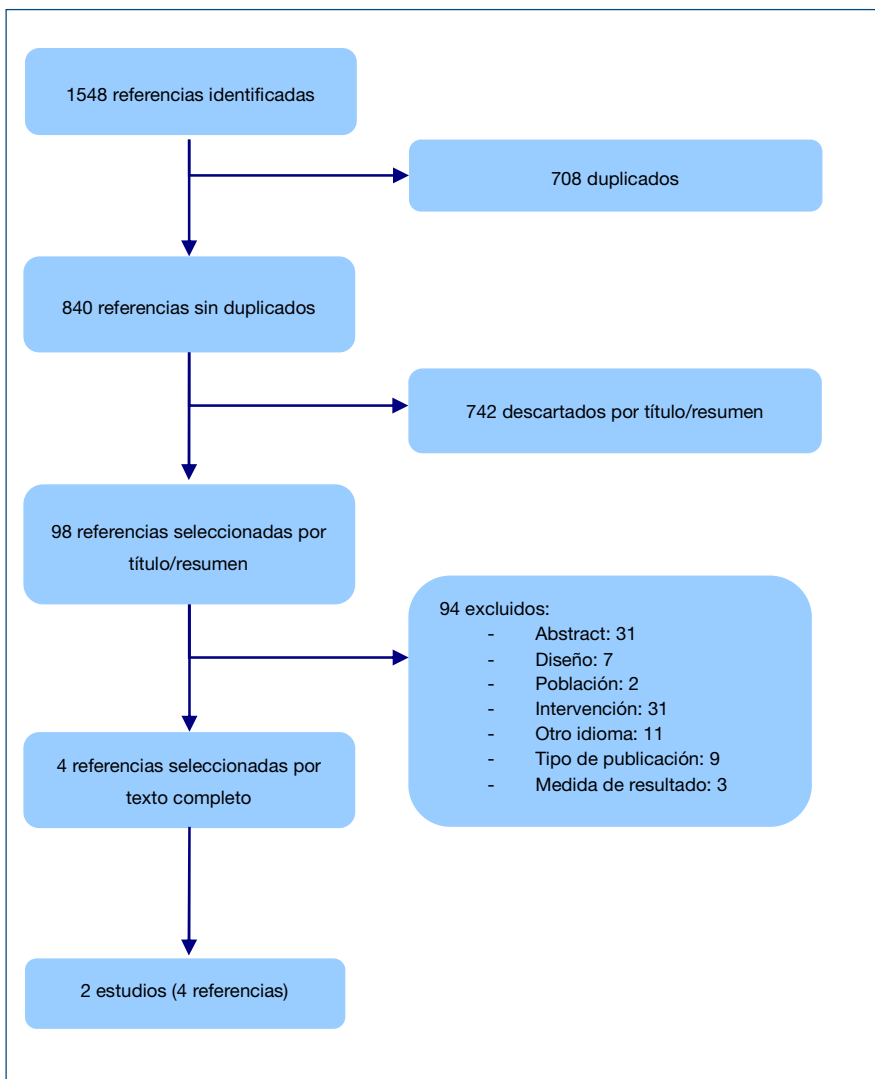 1548 referencias identificadas
708 duplicados
840 referencias sin duplicados
742 descartados por título/resumen
98 referencias seleccionadas por
título/resumen
94 excluidos:
- Abstract: 31
- Diseño: 7
- Población: 2
- Intervención: 31
- Otro idioma: 11
- Tipo de publicación: 9
- Medida de resultado: 3
4 referencias seleccionadas por
texto completo
2 estudios (4 referencias)